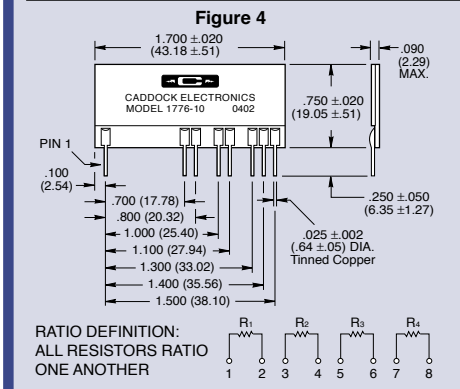 Figure 4
1.700 ±.020
(43.18 ±.51)
.090
(2.29)
MAX.
C
CADDOCK ELECTRONICS
MODEL 1776-10 0402
.750 ±.020
(19.05 ±.51)
PIN 1
.100
(2.54)
.700 (17.78)
.800 (20.32)
1.000 (25.40)
1.100 (27.94)
1.300 (33.02)
1.400 (35.56)
1.500 (38.10)
.250 ±.050
(6.35 ±1.27)
.025 ±.002
(.64 ±.05) DIA.
Tinned Copper
RATIO DEFINITION:
ALL RESISTORS RATIO
ONE ANOTHER
R1 R2 R3 R4
1 2 3 4 5 6 7 8